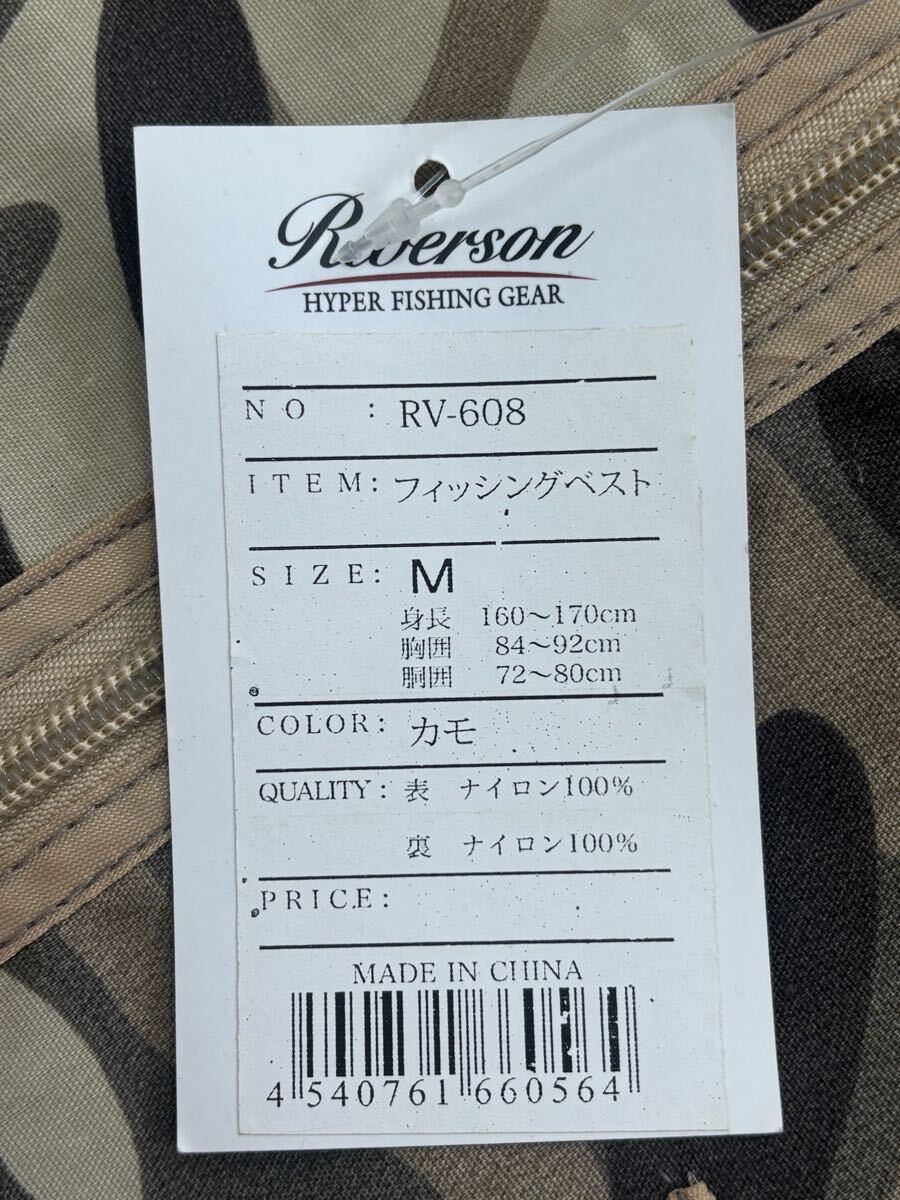 HYPER FISHING GEAR
NO : RV-608
ITEM: フィッシングベスト
SIZE: M
身長 160～170cm
胸囲 84～92cm
胴囲 72～80cm
COLOR: カモ
QUALITY: 表 ナイロン100%
裏 ナイロン100%
PRICE:
MADE IN CHINA
4 540761 660564